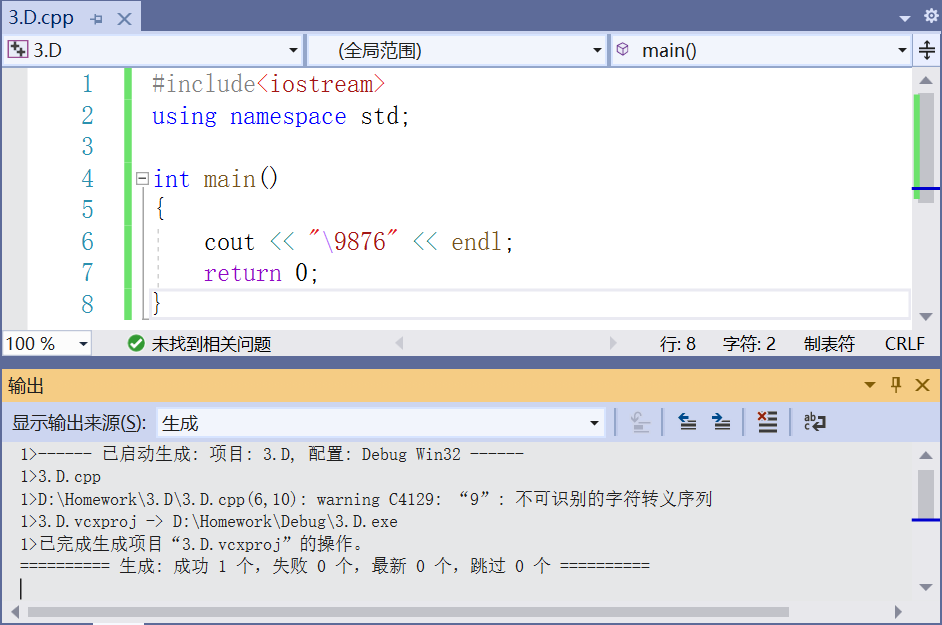 3.D.cpp
3.D (全局范围) main()
1 #include<iostream>
2 using namespace std;
3
4 int main()
5 {
6 cout << "\9876" << endl;
7 return 0;
8 }
100 % 未找到相关问题 行: 8 字符: 2 制表符 CRLF
输出
显示输出来源(S): 生成
1>------ 已启动生成: 项目: 3.D, 配置: Debug Win32 ------
1>3.D.cpp
1>D:\Homework\3.D\3.D.cpp(6,10): warning C4129: “9”: 不可识别的字符转义序列
1>3.D.vcxproj -> D:\Homework\Debug\3.D.exe
1>已完成生成项目“3.D.vcxproj”的操作。
========== 生成: 成功 1 个，失败 0 个，最新 0 个，跳过 0 个 ==========